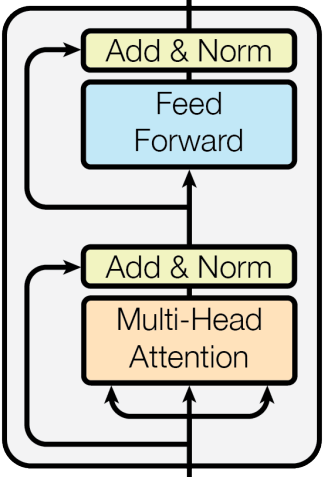 Add & Norm
Feed
Forward
Add & Norm
Multi-Head
Attention